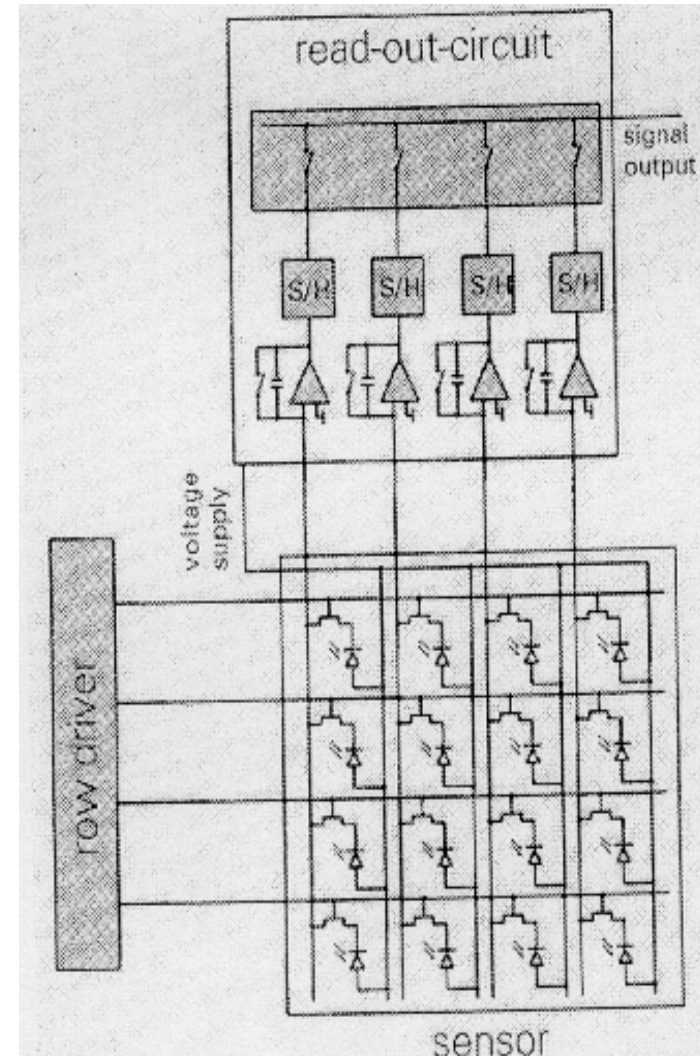 read-out-circuit
signal
output
S/H
S/H
S/H
S/H
voltage
supply
row driver
sensor